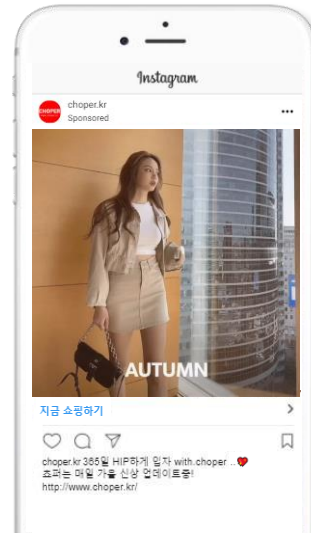 Instagram
CHOPER
choper.kr
Sponsored
AUTUMN
지금 쇼핑하기
choper.kr 365일 HIP하게 입자 with.choper ..
쵸퍼는 매일 가을 신상 업데이트중!
http://www.choper.kr/